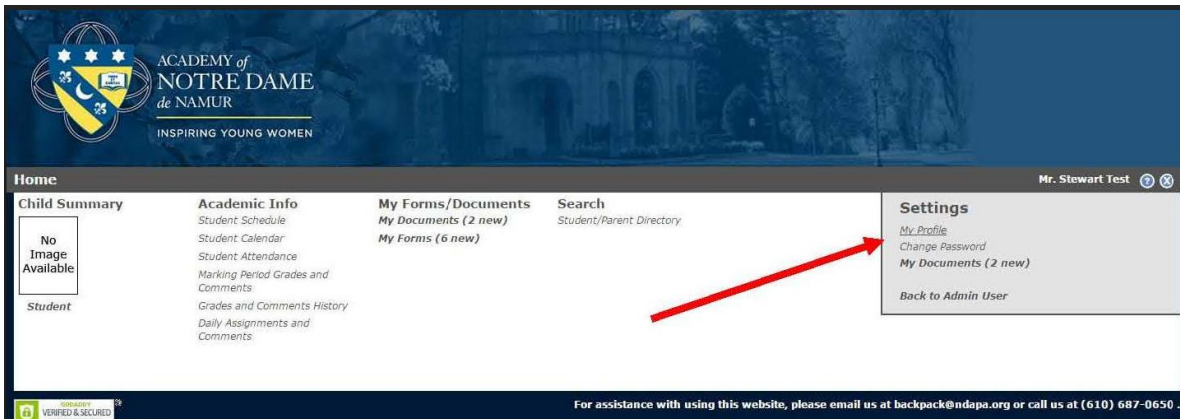 ACADEMY of
NOTRE DAME
de NAMUR
INSPIRING YOUNG WOMEN
Home
Mr. Stewart Test
Child Summary
No
Image
Available
Student
Academic Info
Student Schedule
Student Calendar
Student Attendance
Marking Period Grades and
Comments
Grades and Comments History
Daily Assignments and
Comments
My Forms/Documents
My Documents (2 new)
My Forms (6 new)
Search
Student/Parent Directory
Settings
My Profile
Change Password
My Documents (2 new)
Back to Admin User
GODADDY
VERIFIED & SECURED
For assistance with using this website, please email us at backpack@ndapa.org or call us at (610) 687-0650 .